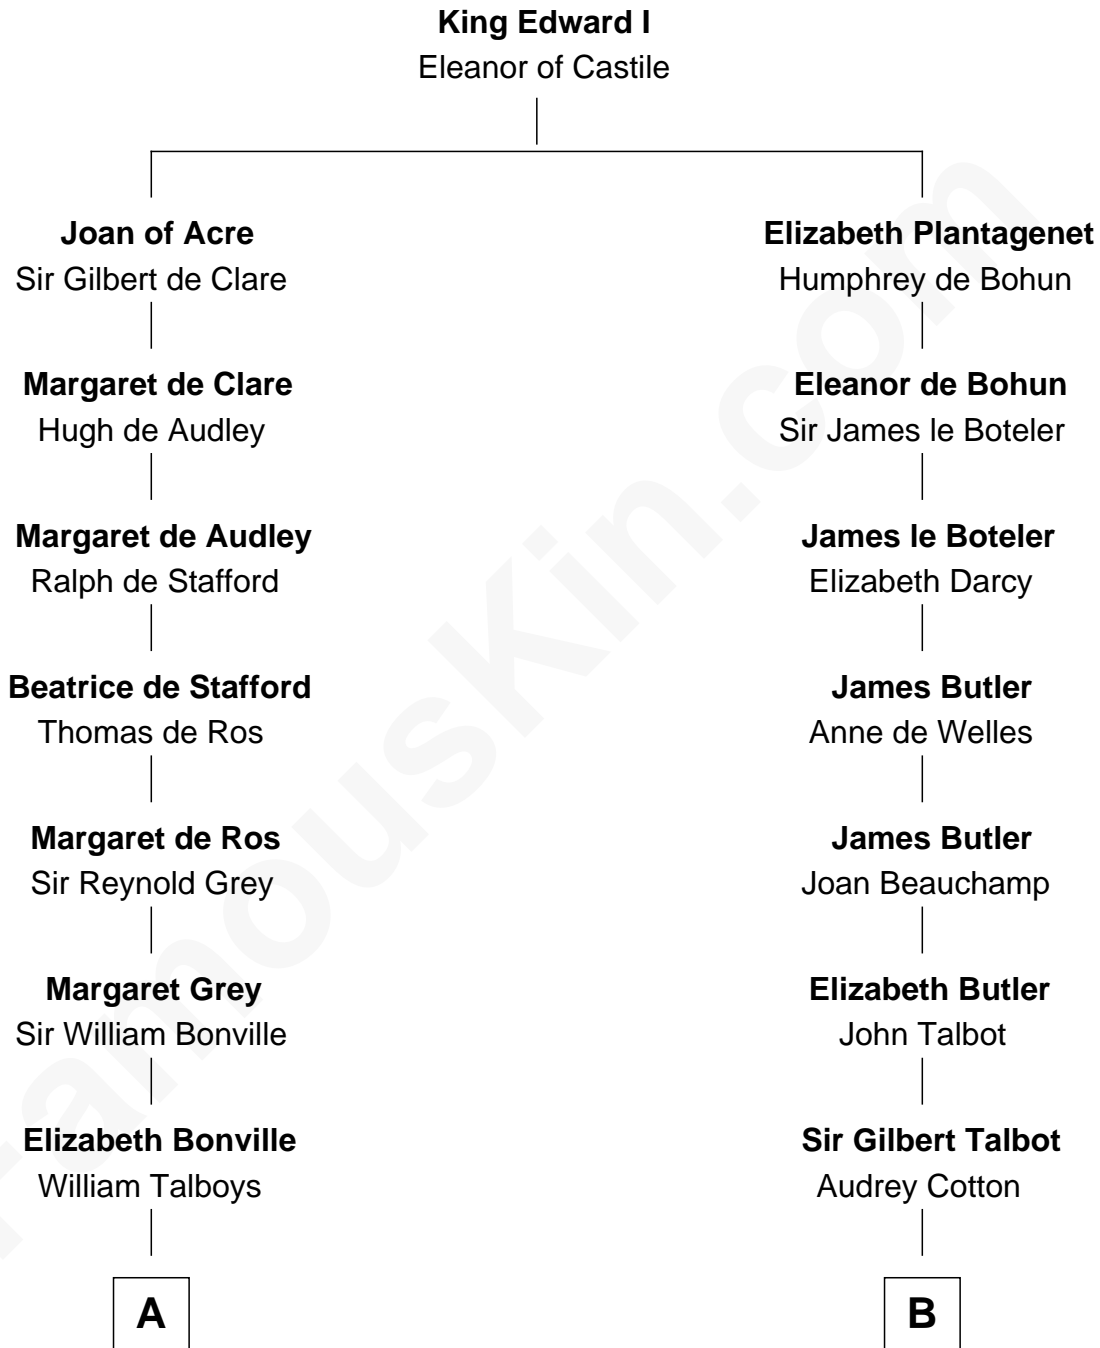 King Edward I
Eleanor of Castile
Joan of Acre
Sir Gilbert de Clare
Elizabeth Plantagenet
Humphrey de Bohun
Margaret de Clare
Hugh de Audley
Eleanor de Bohun
Sir James le Boteler
Margaret de Audley
Ralph de Stafford
James le Boteler
Elizabeth Darcy
Beatrice de Stafford
Thomas de Ros
James Butler
Anne de Welles
Margaret de Ros
Sir Reynold Grey
James Butler
Joan Beauchamp
Margaret Grey
Sir William Bonville
Elizabeth Butler
John Talbot
Elizabeth Bonville
William Talboys
Sir Gilbert Talbot
Audrey Cotton
A
B
FamousKin.com